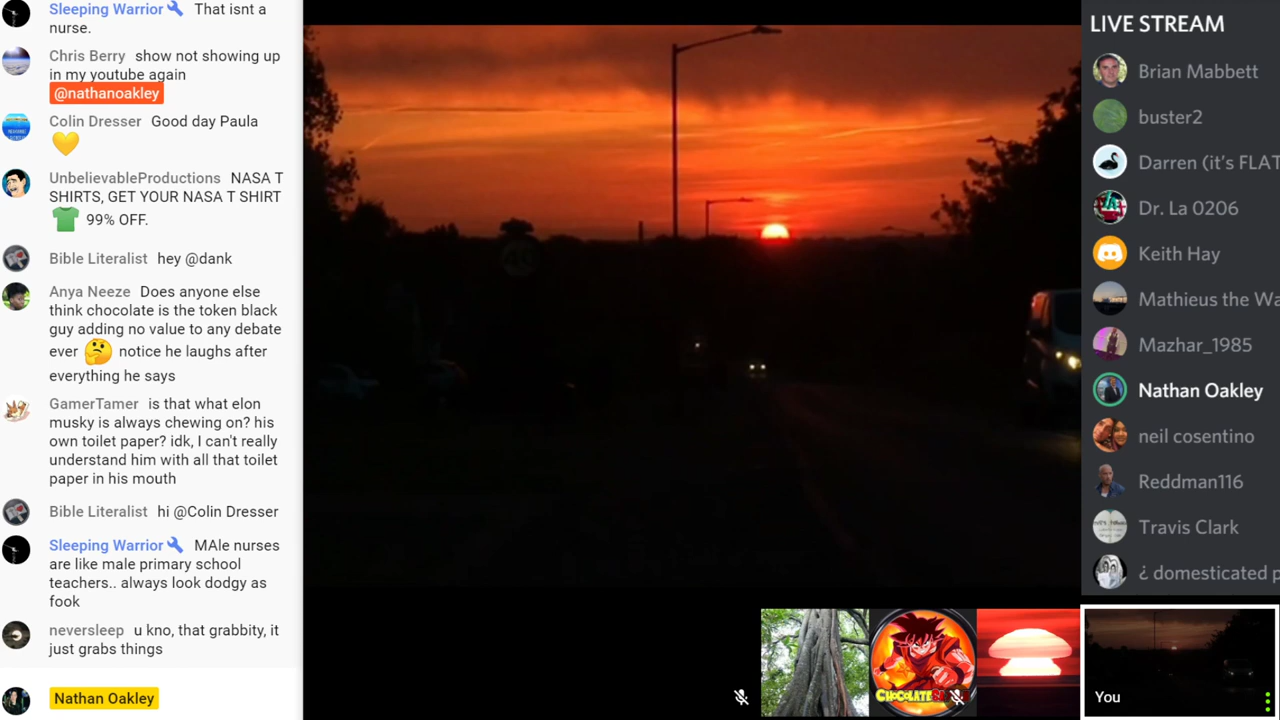 Sleeping Warrior That isnt a
nurse.
Chris Berry show not showing up
in my youtube again
@nathanoakley
Colin Dresser Good day Paula
UnbelievableProductions NASA T
SHIRTS, GET YOUR NASA T SHIRT
99% OFF.
Bible Literalist hey @dank
Anya Neeze Does anyone else
think chocolate is the token black
guy adding no value to any debate
ever notice he laughs after
everything he says
GamerTamer is that what elon
musky is always chewing on? his
own toilet paper? idk, I can't really
understand him with all that toilet
paper in his mouth
Bible Literalist hi @Colin Dresser
Sleeping Warrior MAle nurses
are like male primary school
teachers.. always look dodgy as
fook
neversleep u kno, that grabbity, it
just grabs things
Nathan Oakley
LIVE STREAM
Brian Mabbett
buster2
Darren (it's FLAT
Dr. La 0206
Keith Hay
Mathieus the Wa
Mazhar_1985
Nathan Oakley
neil cosentino
Reddman116
Travis Clark
¿ domesticated p
You